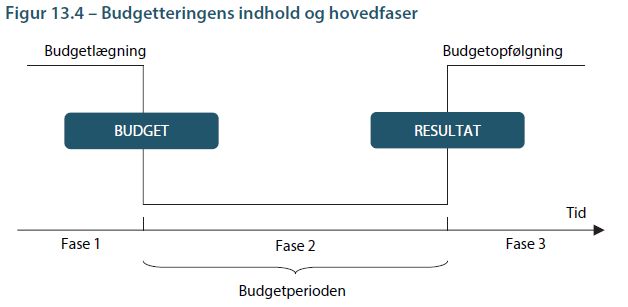 Figur 13.4 – Budgetteringens indhold og hovedfaser
Budgetlægning
Budgetopfølgning
BUDGET
RESULTAT
Tid
Fase 1
Fase 2
Fase 3
Budgetperioden